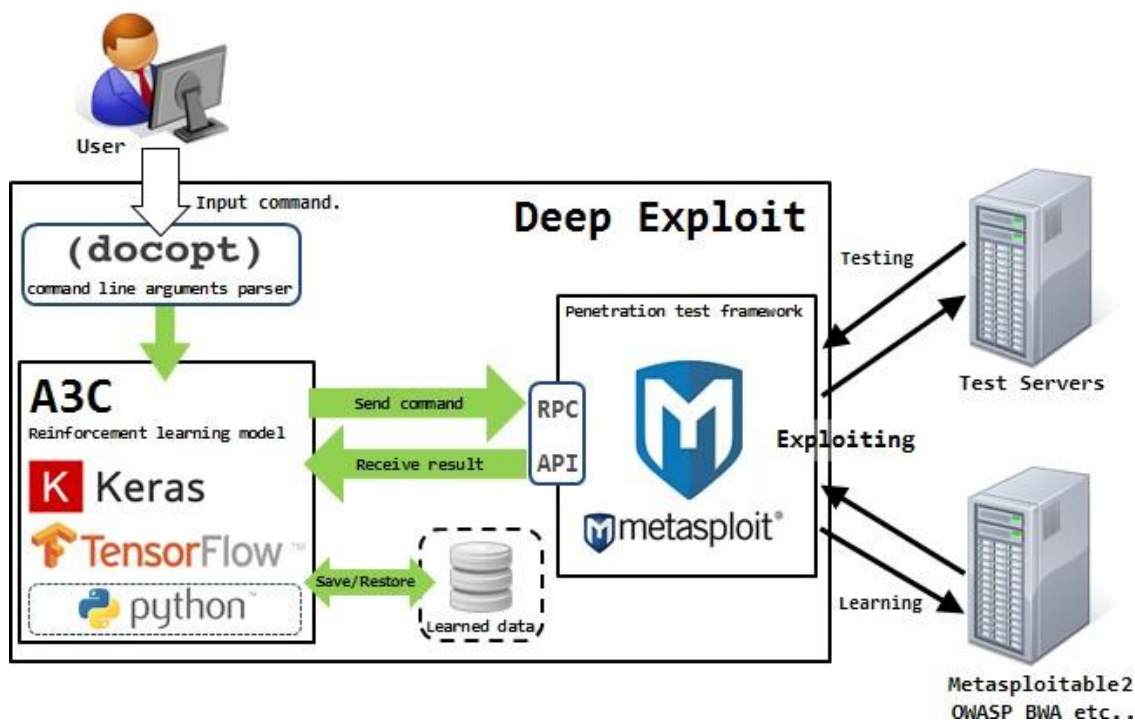 User
Input command.
Deep Exploit
(docopt)
command line arguments parser
Testing
Penetration test framework
Test Servers
A3C
Reinforcement learning model
Send command
RPC
Exploiting
Receive result
API
K Keras
metasploit®
TensorFlow™
Save/Restore
python™
Learned data
Learning
Metasploitable2
OWASP BWA etc..